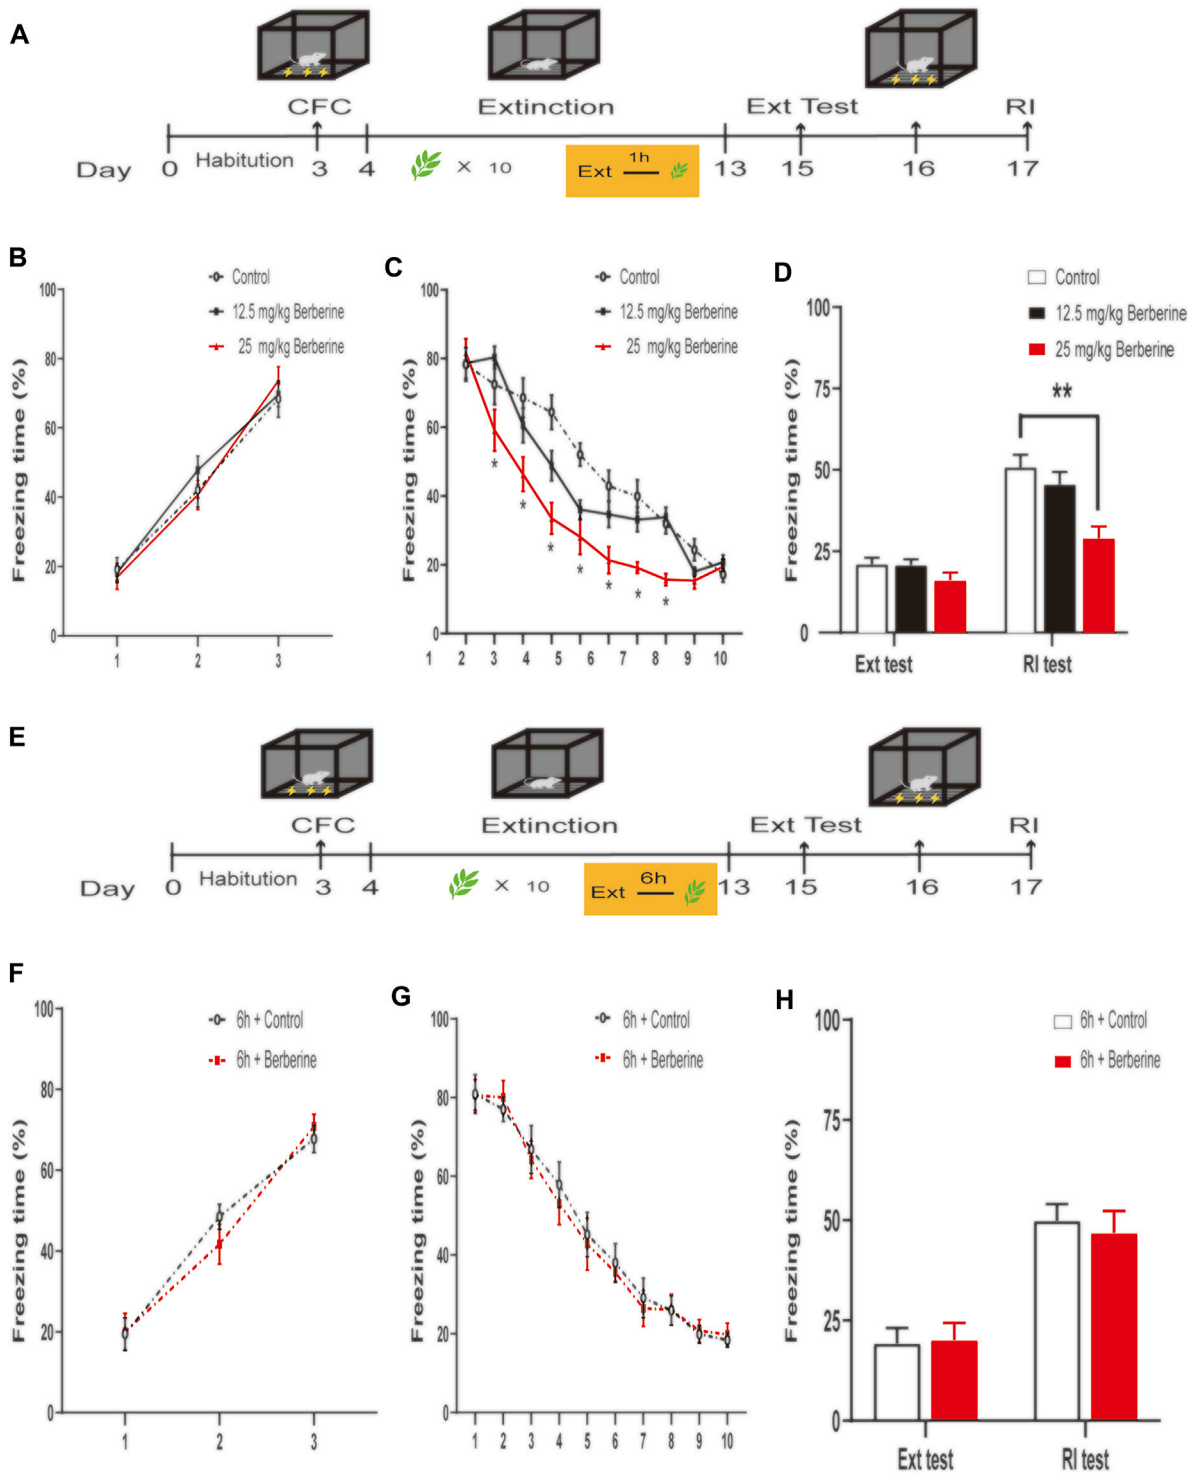 A
CFC Extinction Ext Test RI
Day 0 Habitution 3 4 × 10 Ext 1h 13 15 16 17
B
Control
12.5 mg/kg Berberine
25 mg/kg Berberine
Freezing time (%)
100
80
60
40
20
0
1 2 3
C
Control
12.5 mg/kg Berberine
25 mg/kg Berberine
Freezing time (%)
100
80
60
40
20
0
* * * * * * *
1 2 3 4 5 6 7 8 9 10
D
Control
12.5 mg/kg Berberine
25 mg/kg Berberine
**
Freezing time (%)
100
75
50
25
0
Ext test RI test
E
CFC Extinction Ext Test RI
Day 0 Habitution 3 4 × 10 Ext 6h 13 15 16 17
F
6h + Control
6h + Berberine
Freezing time (%)
100
80
60
40
20
0
1 2 3
G
6h + Control
6h + Berberine
Freezing time (%)
100
80
60
40
20
0
1 2 3 4 5 6 7 8 9 10
H
6h + Control
6h + Berberine
Freezing time (%)
100
75
50
25
0
Ext test RI test